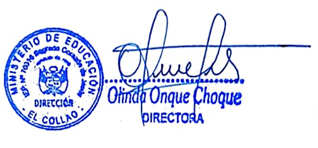 MINISTERIO DE EDUCACION
DIRECCIÓN
EL COLLAO
Olinda Onque Choque
DIRECTORA